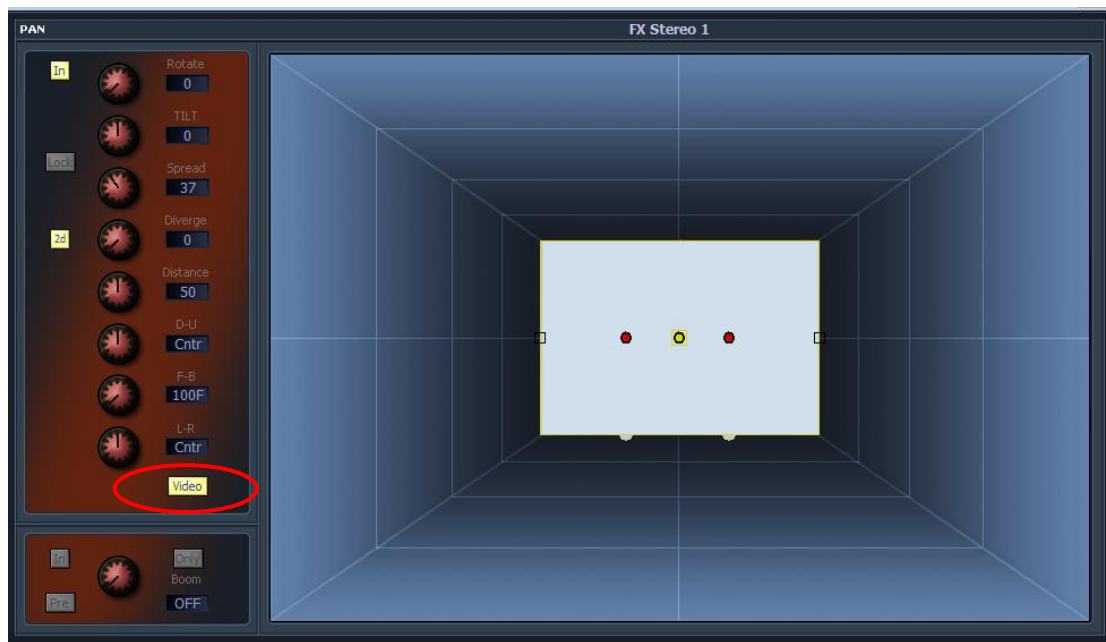 PAN FX Stereo 1
In Rotate
0
TILT
0
Lock Spread
37
Diverge
2d 0
Distance
50
D-U
Cntr
F-B
100F
L-R
Cntr
Video
In Only
Boom
Pre OFF